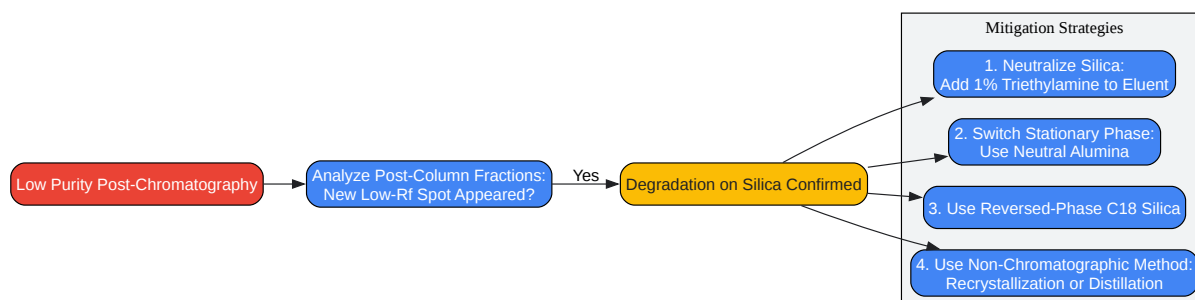 Mitigation Strategies
1. Neutralize Silica:
Add 1% Triethylamine to Eluent
2. Switch Stationary Phase:
Use Neutral Alumina
Low Purity Post-Chromatography
Analyze Post-Column Fractions:
New Low-Rf Spot Appeared?
Yes
Degradation on Silica Confirmed
3. Use Reversed-Phase C18 Silica
4. Use Non-Chromatographic Method:
Recrystallization or Distillation